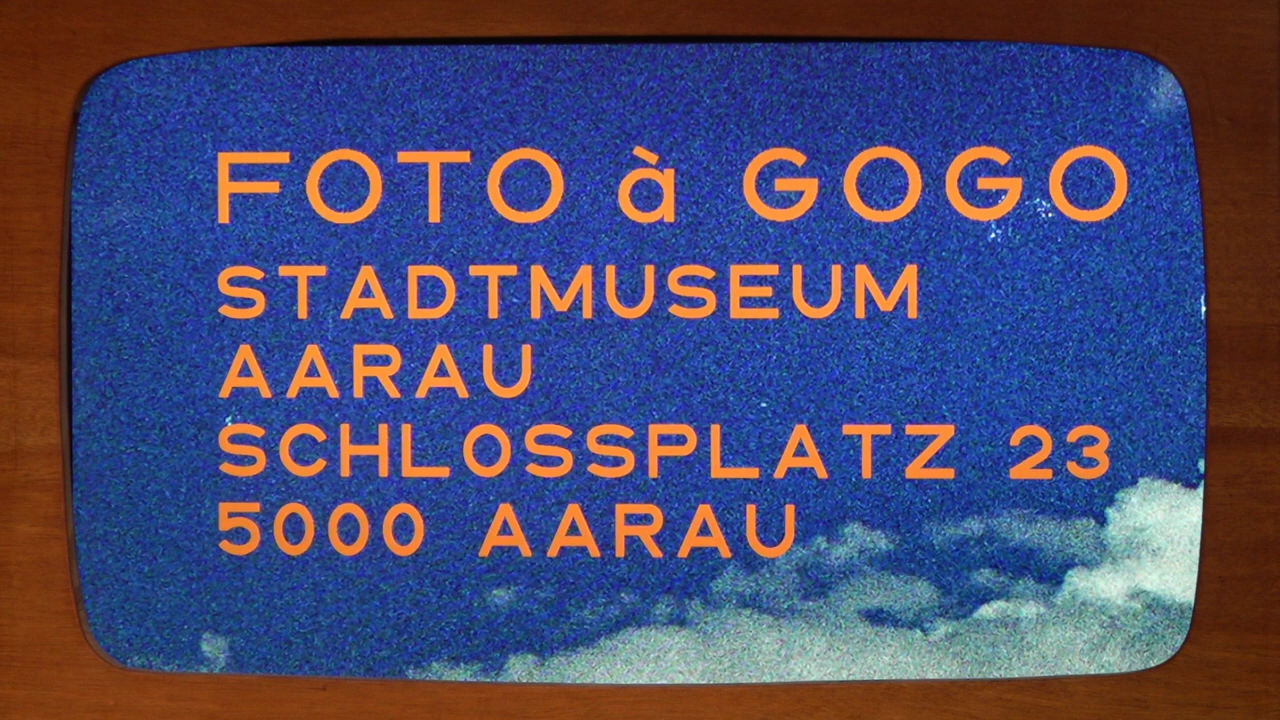 FOTO à GOGO
STADTMUSEUM
AARAU
SCHLOSSPLATZ 23
5000 AARAU